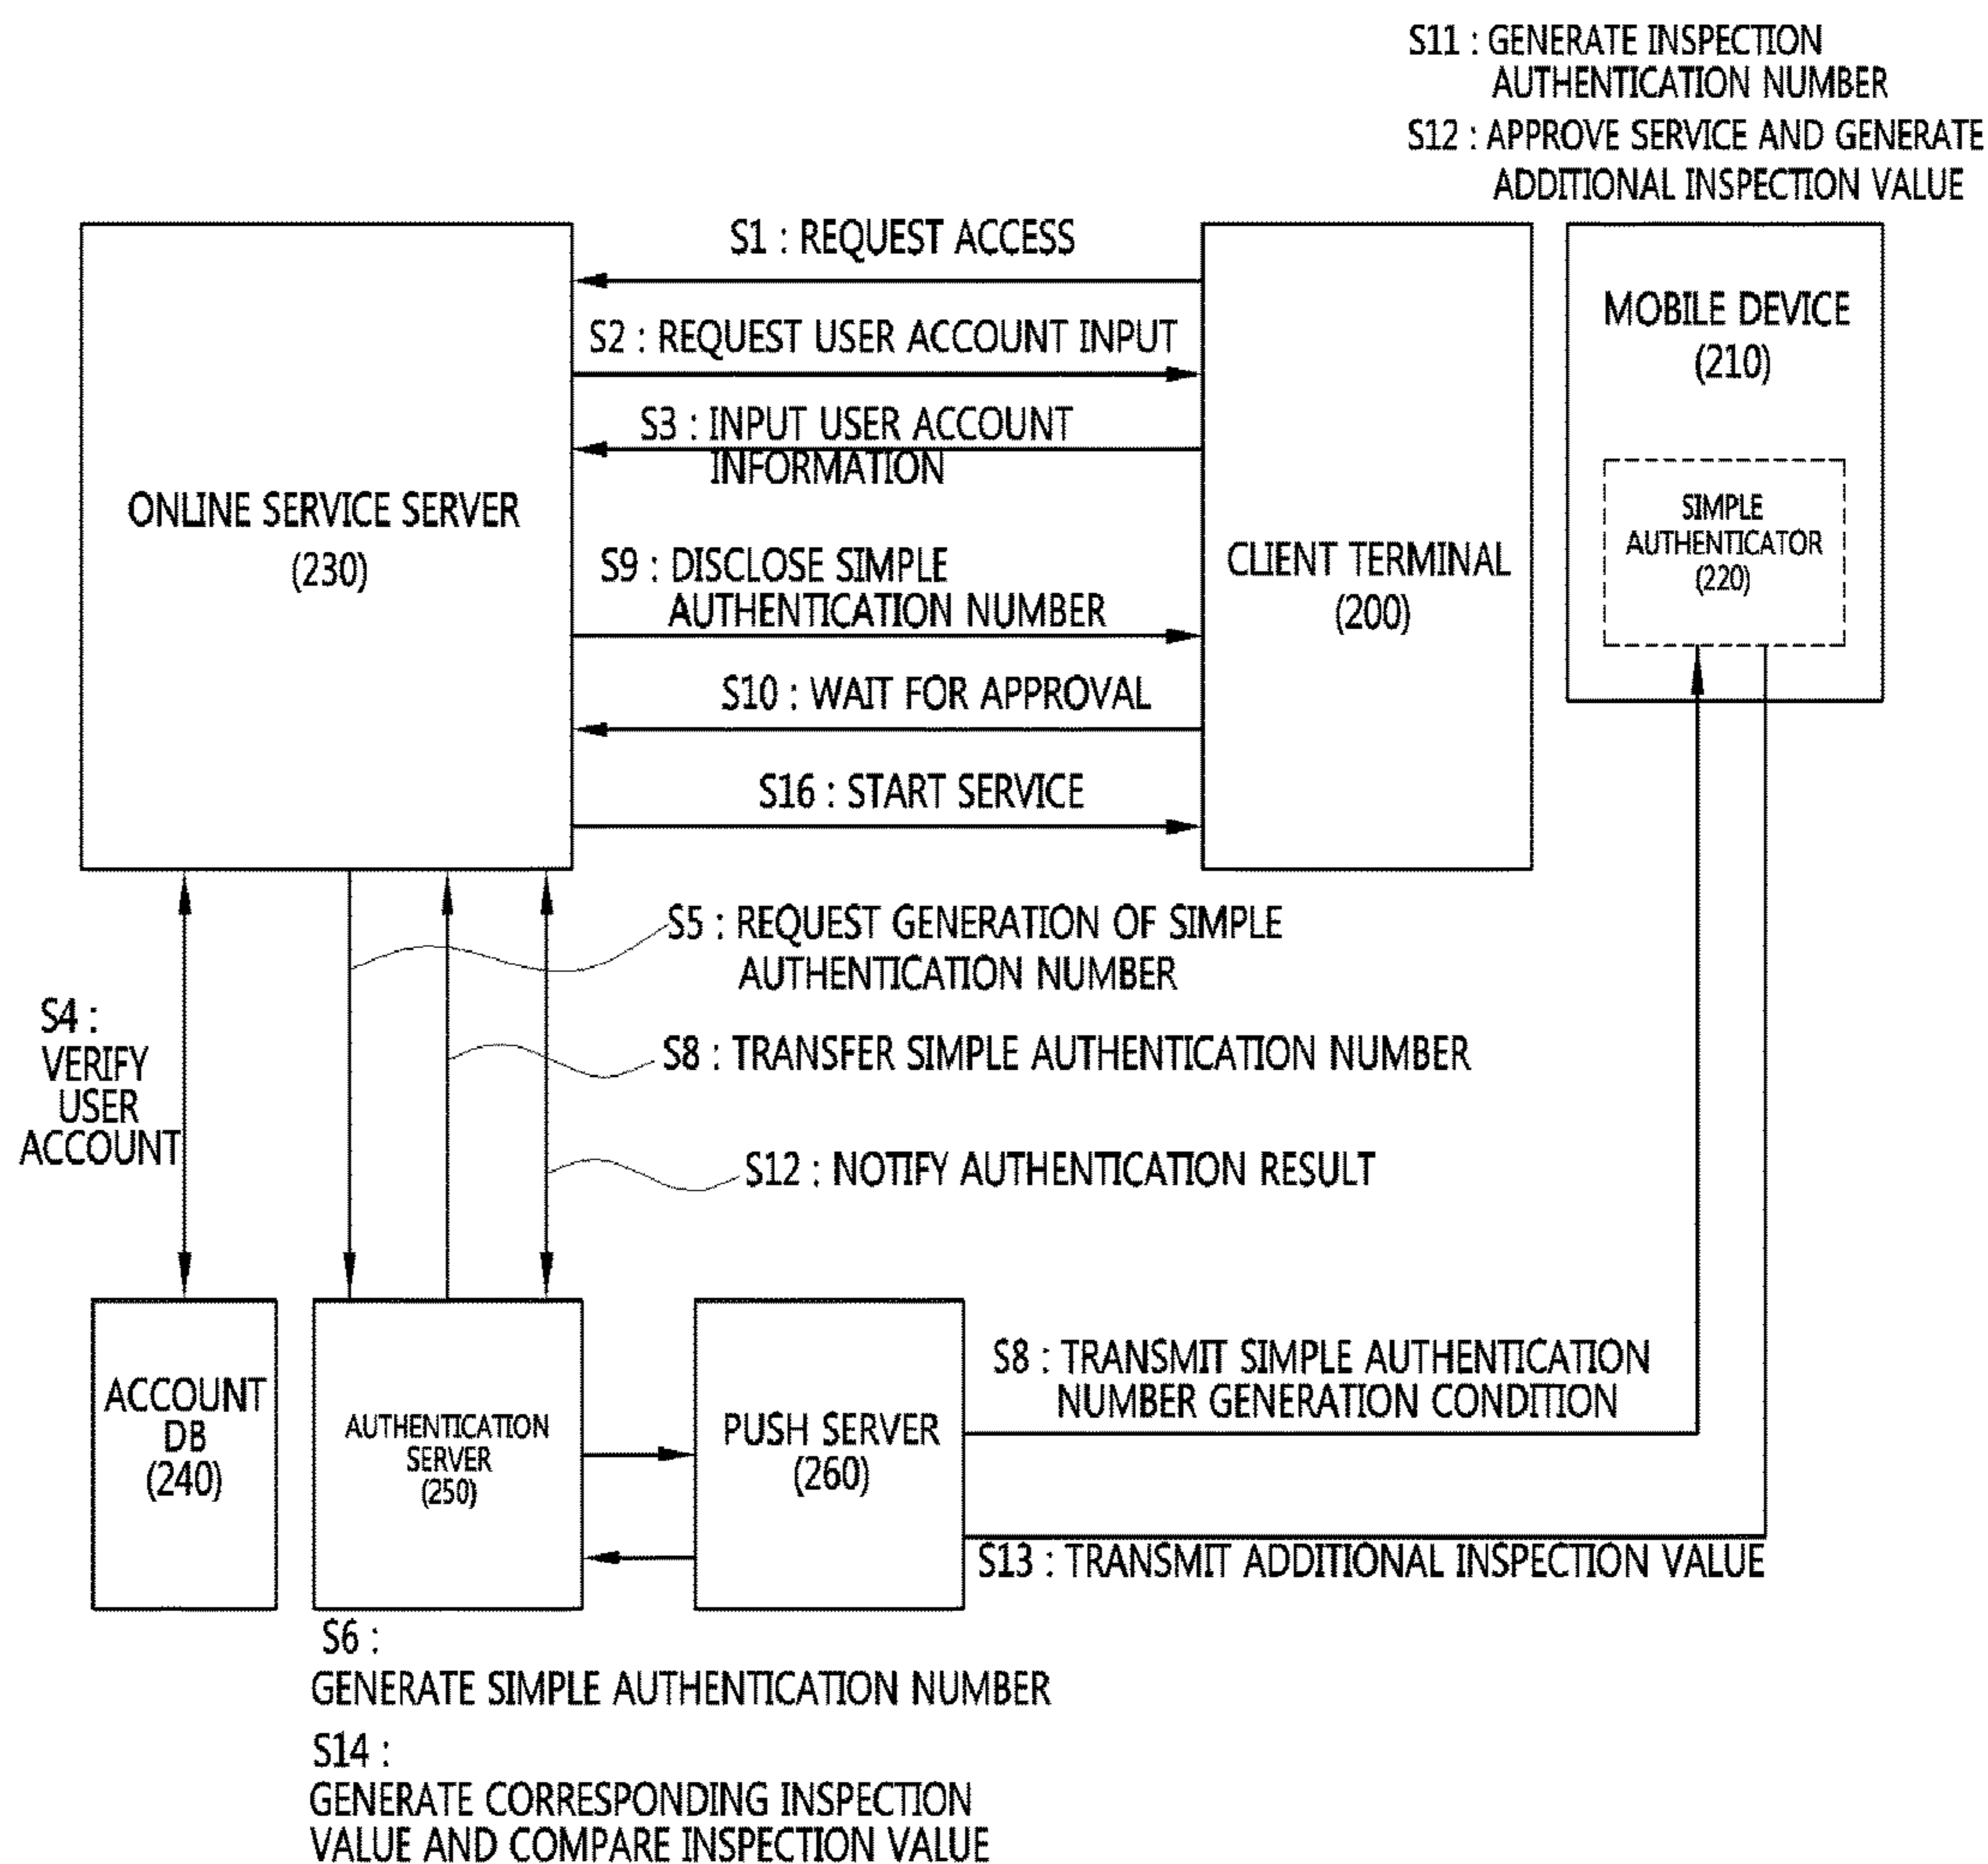 S11 : GENERATE INSPECTION
AUTHENTICATION NUMBER
S12 : APPROVE SERVICE AND GENERATE
ADDITIONAL INSPECTION VALUE
S1 : REQUEST ACCESS
S2 : REQUEST USER ACCOUNT INPUT
S3 : INPUT USER ACCOUNT
INFORMATION
ONLINE SERVICE SERVER
(230)
S9 : DISCLOSE SIMPLE
AUTHENTICATION NUMBER
S10 : WAIT FOR APPROVAL
S16 : START SERVICE
CLIENT TERMINAL
(200)
MOBILE DEVICE
(210)
SIMPLE
AUTHENTICATOR
(220)
S5 : REQUEST GENERATION OF SIMPLE
AUTHENTICATION NUMBER
S4 :
VERIFY
USER
ACCOUNT
S8 : TRANSFER SIMPLE AUTHENTICATION NUMBER
S12 : NOTIFY AUTHENTICATION RESULT
ACCOUNT
DB
(240)
AUTHENTICATION
SERVER
(250)
PUSH SERVER
(260)
S8 : TRANSMIT SIMPLE AUTHENTICATION
NUMBER GENERATION CONDITION
S13 : TRANSMIT ADDITIONAL INSPECTION VALUE
S6 :
GENERATE SIMPLE AUTHENTICATION NUMBER
S14 :
GENERATE CORRESPONDING INSPECTION
VALUE AND COMPARE INSPECTION VALUE